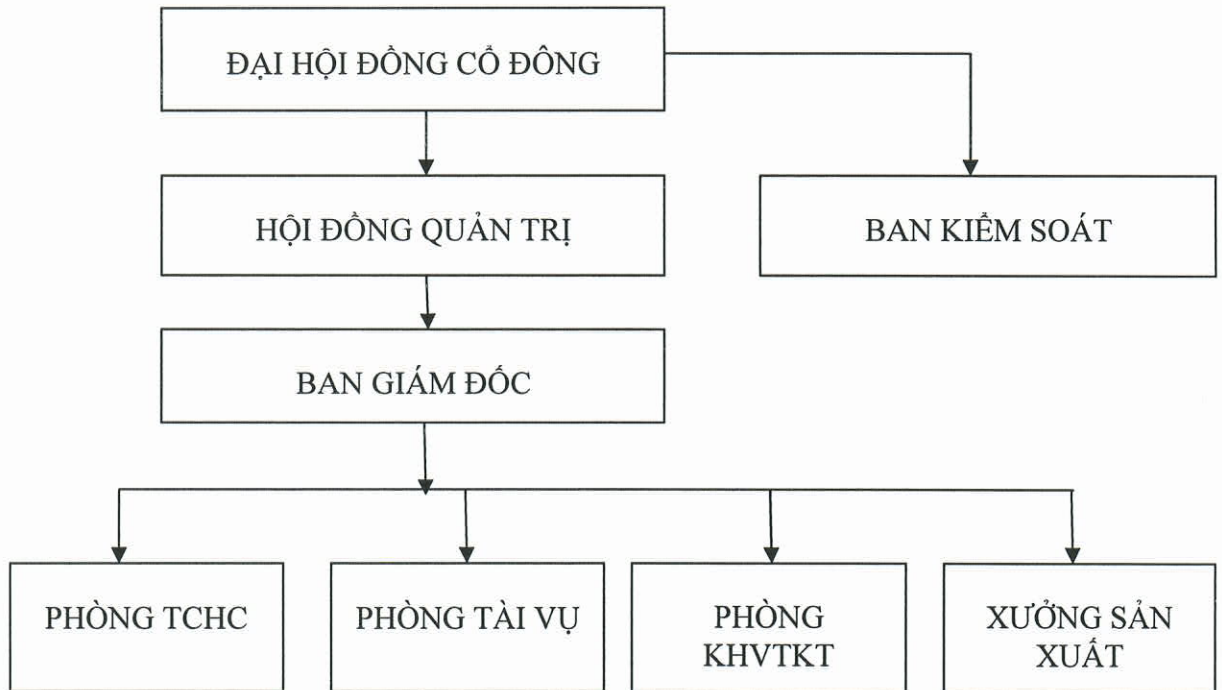 ĐẠI HỘI ĐỒNG CỔ ĐÔNG
HỘI ĐỒNG QUẢN TRỊ
BAN KIỂM SOÁT
BAN GIÁM ĐỐC
PHÒNG TCHC
PHÒNG TÀI VỤ
PHÒNG
KHVTKT
XƯỞNG SẢN
XUẤT